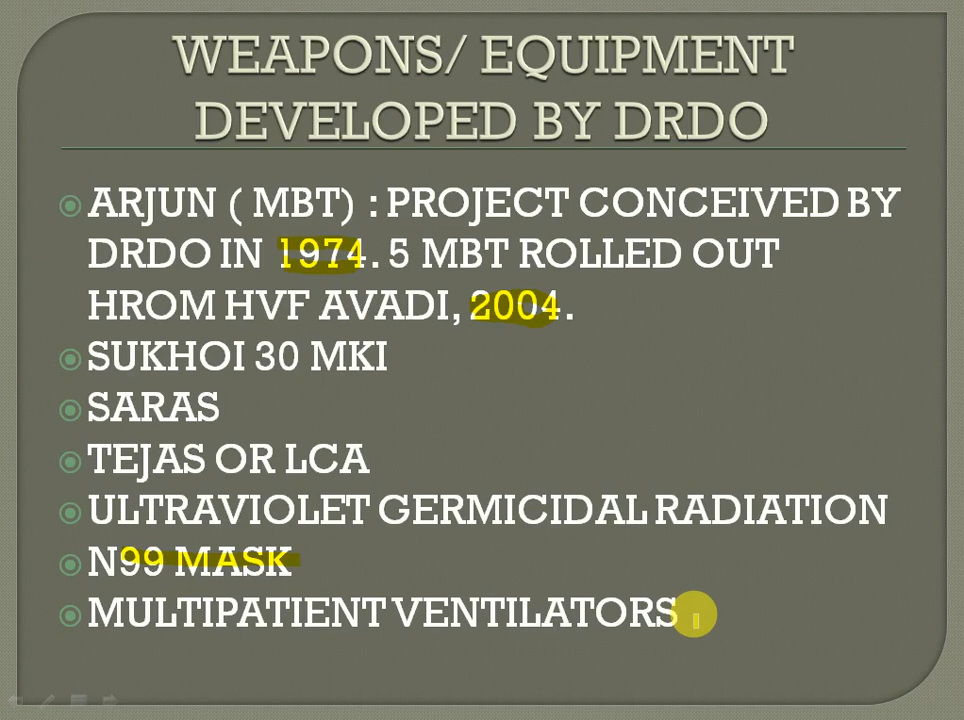 WEAPONS/ EQUIPMENT
DEVELOPED BY DRDO
ARJUN ( MBT) : PROJECT CONCEIVED BY
DRDO IN 1974. 5 MBT ROLLED OUT
HROM HVF AVADI, 2004.
SUKHOI 30 MKI
SARAS
TEJAS OR LCA
ULTRAVIOLET GERMICIDAL RADIATION
N99 MASK
MULTIPATIENT VENTILATORS